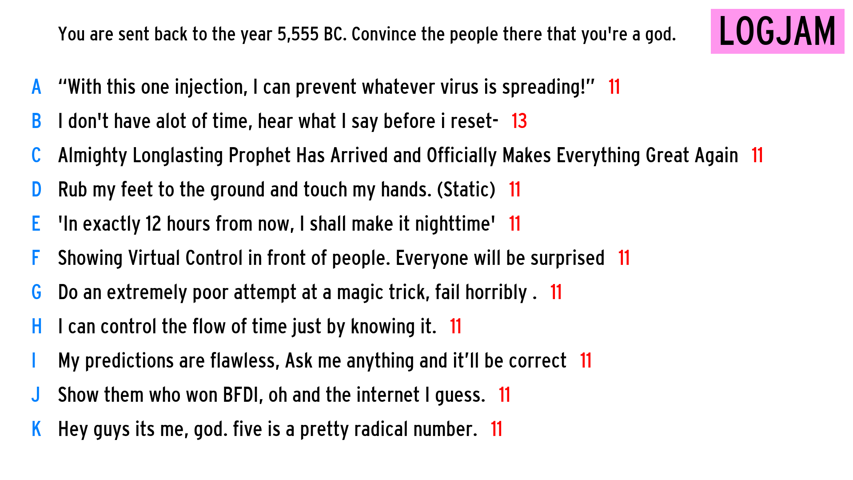 You are sent back to the year 5,555 BC. Convince the people there that you're a god.
LOGJAM
A “With this one injection, I can prevent whatever virus is spreading!” 11
B I don't have alot of time, hear what I say before i reset- 13
C Almighty Longlasting Prophet Has Arrived and Officially Makes Everything Great Again 11
D Rub my feet to the ground and touch my hands. (Static) 11
E 'In exactly 12 hours from now, I shall make it nighttime' 11
F Showing Virtual Control in front of people. Everyone will be surprised 11
G Do an extremely poor attempt at a magic trick, fail horribly . 11
H I can control the flow of time just by knowing it. 11
I My predictions are flawless, Ask me anything and it’ll be correct 11
J Show them who won BFDI, oh and the internet I guess. 11
K Hey guys its me, god. five is a pretty radical number. 11